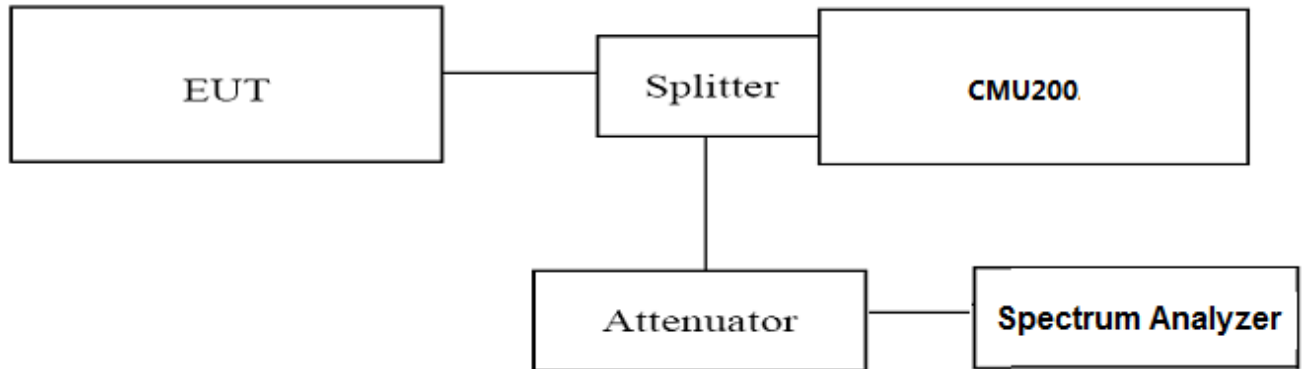 EUT
Splitter
CMU200.
Attenuator
Spectrum Analyzer